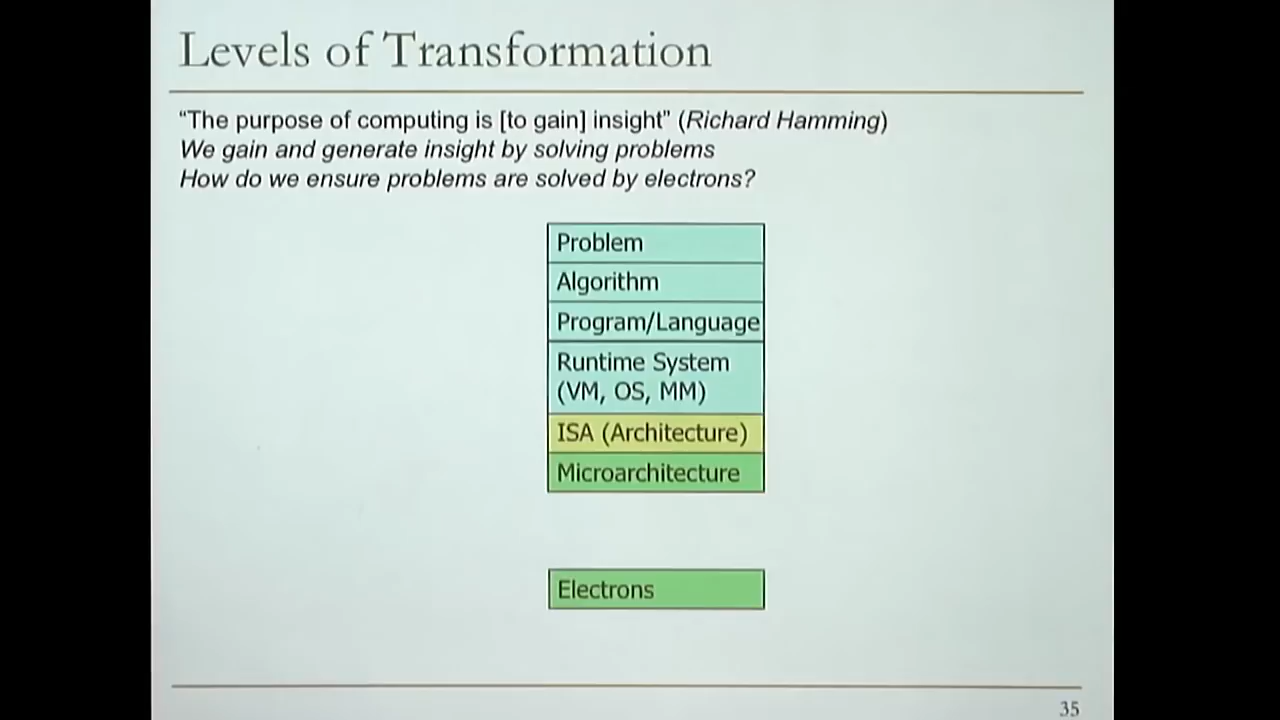 Levels of Transformation
“The purpose of computing is [to gain] insight” (Richard Hamming)
We gain and generate insight by solving problems
How do we ensure problems are solved by electrons?
Problem
Algorithm
Program/Language
Runtime System
(VM, OS, MM)
ISA (Architecture)
Microarchitecture
Electrons
35